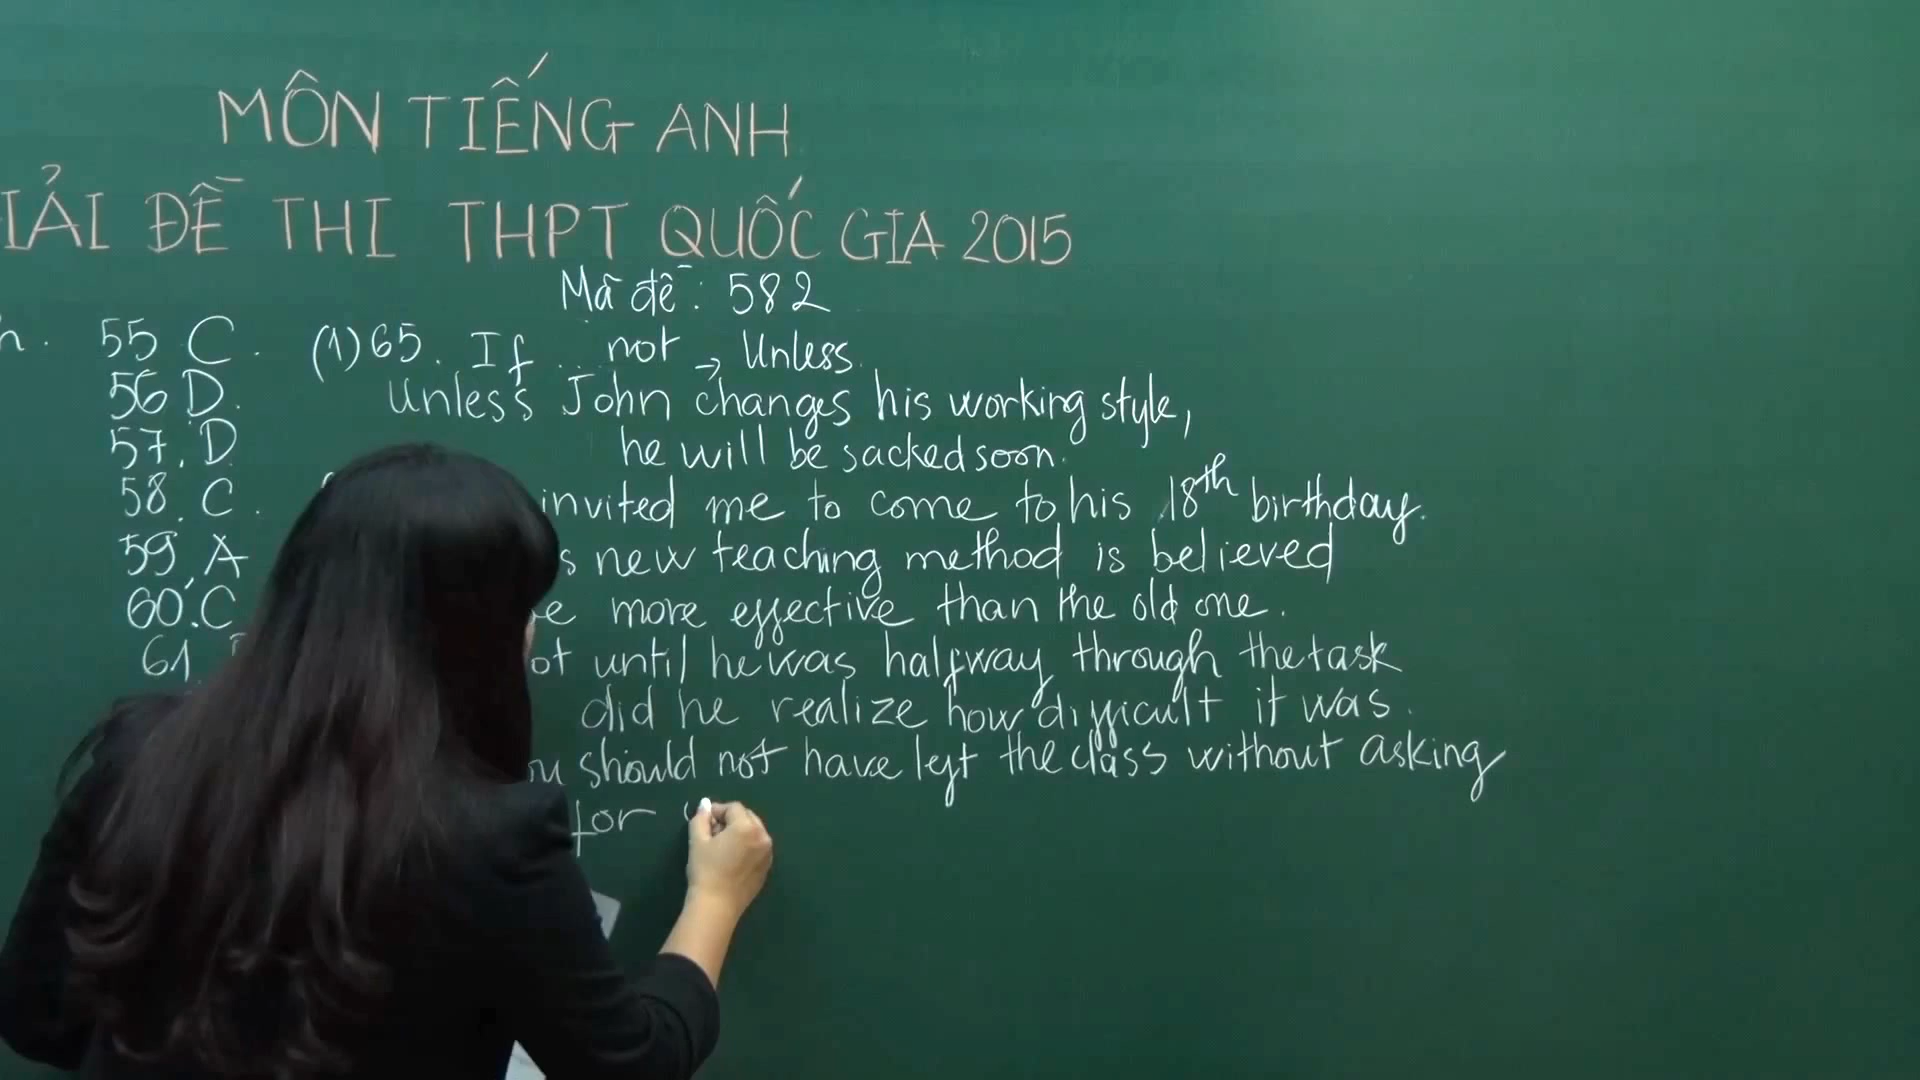 MÔN TIẾNG ANH
IẢI ĐỀ THI THPT QUỐC GIA 2015
Mã đề: 582
h. 55 C. (1) 65. If ... not → Unless.
56 D. Unless John changes his working style,
57. D he will be sacked soon.
58. C. invited me to come to his 18th birthday.
59. A s new teaching method is believed
60. C more effective than the old one.
61. ot until he was halfway through the task
did he realize how difficult it was.
ou should not have left the class without asking
for